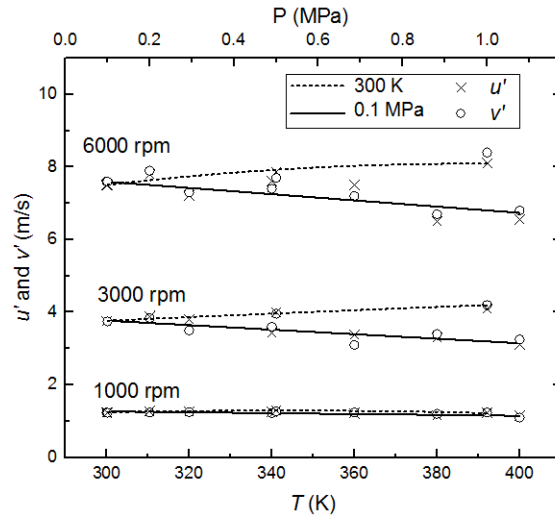 P (MPa)
0.0 0.2 0.4 0.6 0.8 1.0
300 K × u'
0.1 MPa ○ v'
10
8
6
4
2
0
u' and v' (m/s)
6000 rpm
3000 rpm
1000 rpm
300 320 340 360 380 400
T (K)